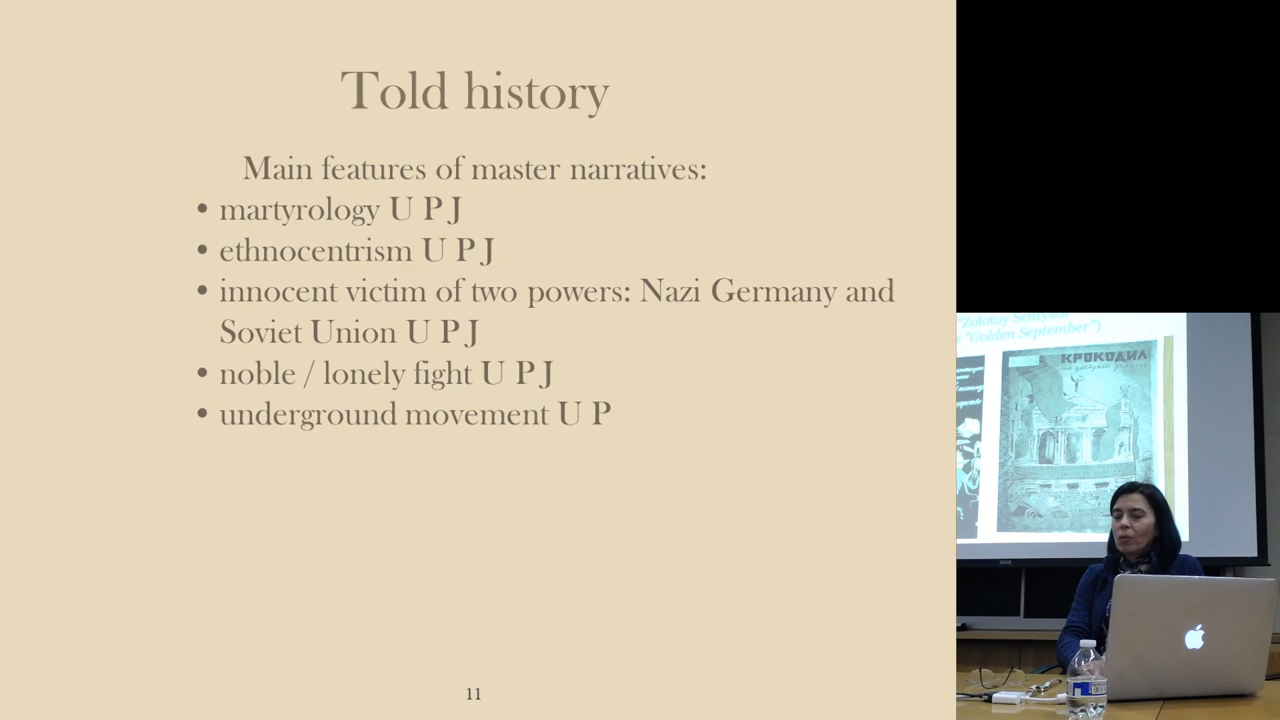 Told history
Main features of master narratives:
• martyrology U P J
• ethnocentrism U P J
• innocent victim of two powers: Nazi Germany and
Soviet Union U P J
• noble / lonely fight U P J
• underground movement U P
11
"Golden September")
КРОКОДИЛ